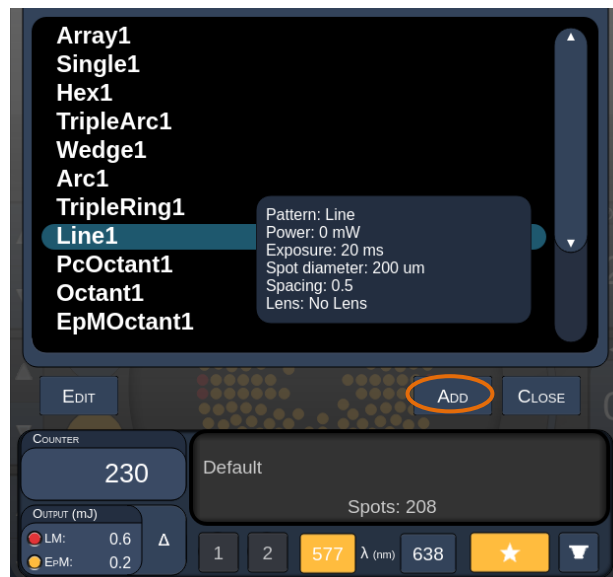 Array1
Single1
Hex1
TripleArc1
Wedge1
Arc1
TripleRing1
Line1
PcOctant1
Octant1
EpMOctant1
Pattern: Line
Power: 0 mW
Exposure: 20 ms
Spot diameter: 200 um
Spacing: 0.5
Lens: No Lens
EDIT
ADD
CLOSE
COUNTER
230
OUTPUT (mJ)
LM: 0.6
EPM: 0.2
Δ
Default
Spots: 208
1 2 577 λ (nm) 638